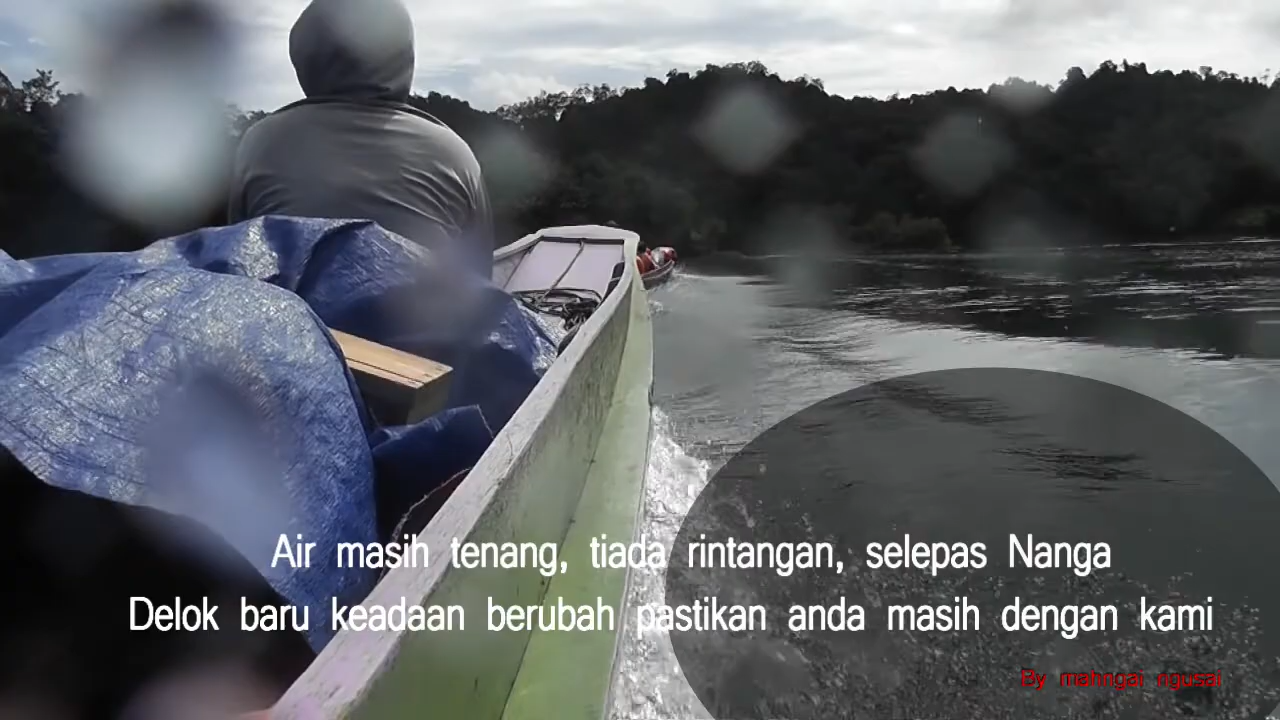 Air masih tenang, tiada rintangan, selepas Nanga
Delok baru keadaan berubah pastikan anda masih dengan kami
By mahngai ngusai